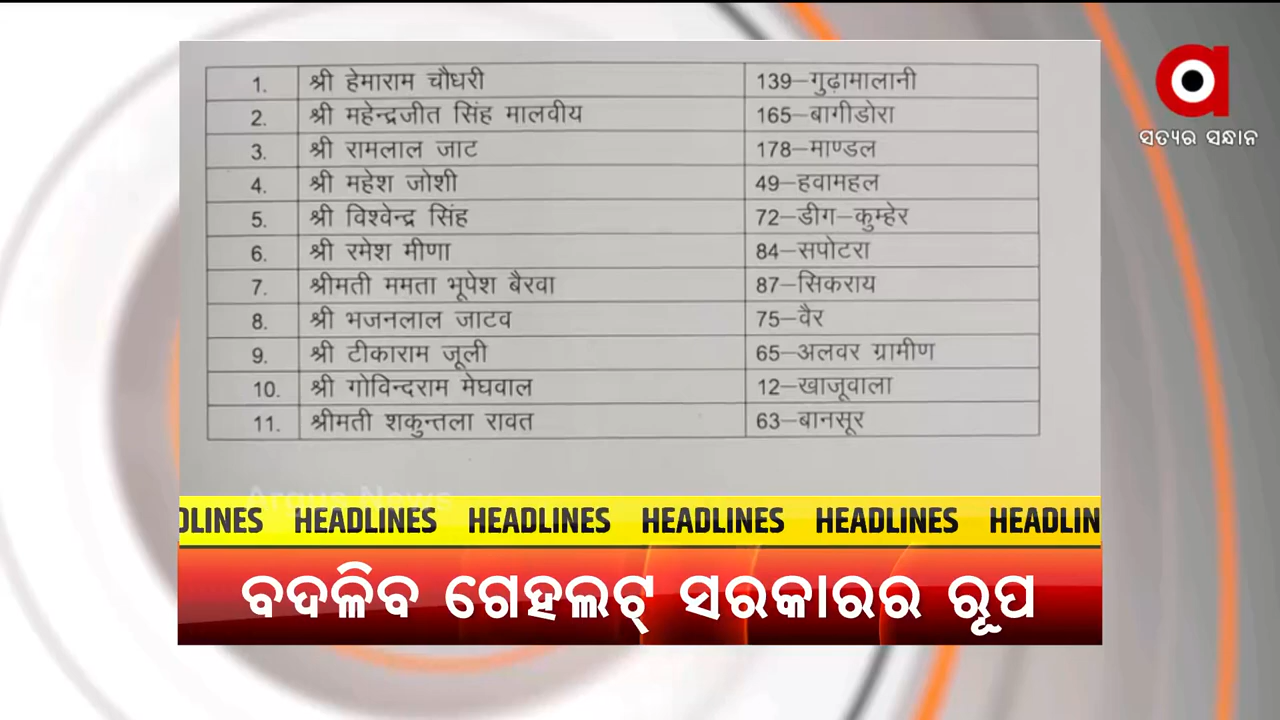 1. श्री हेमाराम चौधरी 139–गुढ़ामालानी
2. श्री महेन्द्रजीत सिंह मालवीय 165–बागीडोरा
3. श्री रामलाल जाट 178–माण्डल
4. श्री महेश जोशी 49–हवामहल
5. श्री विश्वेन्द्र सिंह 72–डीग–कुम्हेर
6. श्री रमेश मीणा 84–सपोटरा
7. श्रीमती ममता भूपेश बैरवा 87–सिकराय
8. श्री भजनलाल जाटव 75–वैर
9. श्री टीकाराम जूली 65–अलवर ग्रामीण
10. श्री गोविन्दराम मेघवाल 12–खाजूवाला
11. श्रीमती शकुन्तला रावत 63–बानसूर
ସତ୍ୟର ସନ୍ଧାନ
Argus News
DLINES HEADLINES HEADLINES HEADLINES HEADLINES HEADLIN
ବଦଳିବ ଗେହଲଟ୍ ସରକାରର ରୂପ